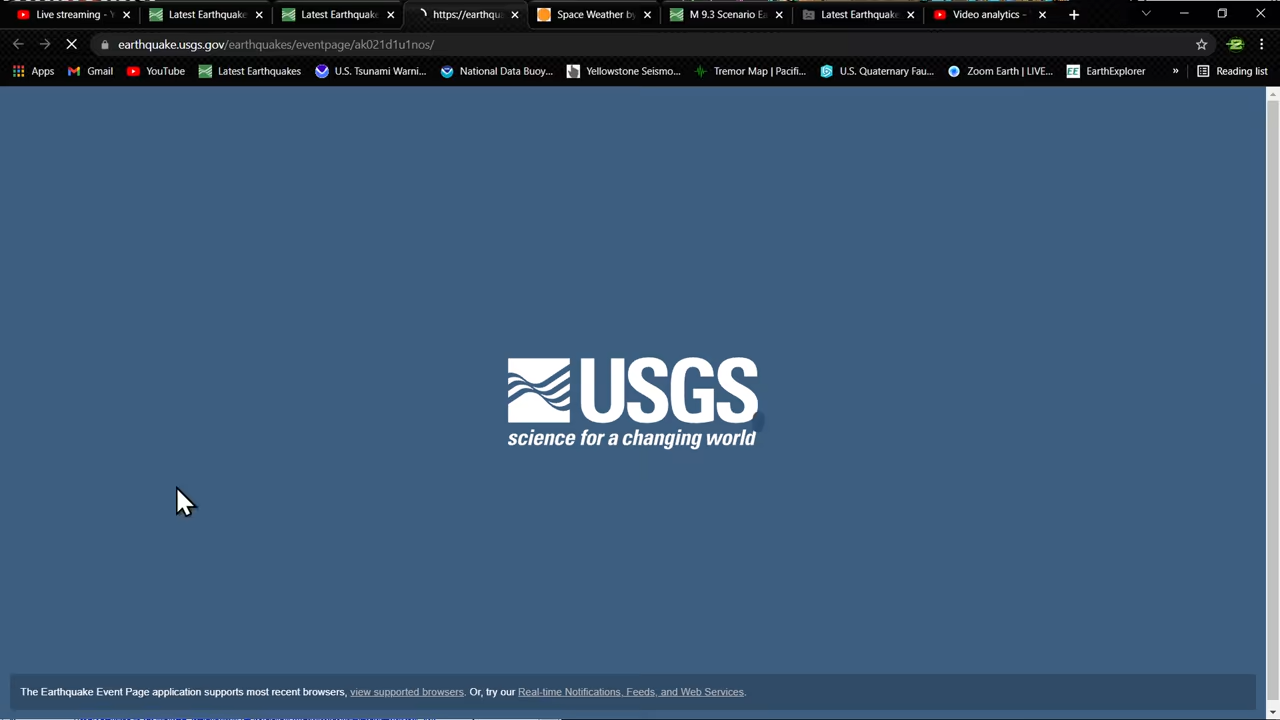 Live streaming - Y
Latest Earthquake
Latest Earthquake
https://earthqu
Space Weather by
M 9.3 Scenario Ea
Latest Earthquake
Video analytics -
earthquake.usgs.gov/earthquakes/eventpage/ak021d1u1nos/
Apps
Gmail
YouTube
Latest Earthquakes
U.S. Tsunami Warni...
National Data Buoy...
Yellowstone Seismo...
Tremor Map | Pacifi...
U.S. Quaternary Fau...
Zoom Earth | LIVE...
EE EarthExplorer
»
Reading list
USGS
science for a changing world
The Earthquake Event Page application supports most recent browsers, view supported browsers. Or, try our Real-time Notifications, Feeds, and Web Services.